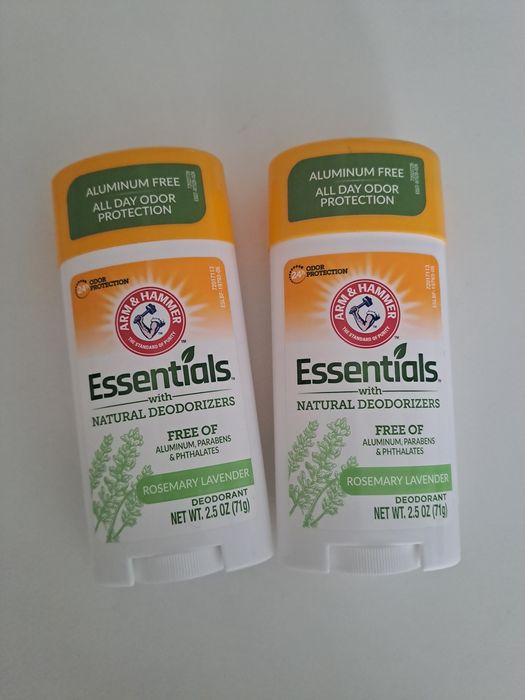 ALUMINUM FREE
ALL DAY ODOR
PROTECTION
ODOR
PROTECTION
ARM & HAMMER
THE STANDARD OF PURITY
Essentials™
with
NATURAL DEODORIZERS
FREE OF
ALUMINUM, PARABENS
& PHTHALATES
ROSEMARY LAVENDER
DEODORANT
NET WT. 2.5 OZ (71g)
ALUMINUM FREE
ALL DAY ODOR
PROTECTION
24
ODOR
PROTECTION
ARM & HAMMER
THE STANDARD OF PURITY
Essentials™
with
NATURAL DEODORIZERS
FREE OF
ALUMINUM, PARABENS
& PHTHALATES
ROSEMARY LAVENDER
DEODORANT
NET WT. 2.5 OZ (71g)